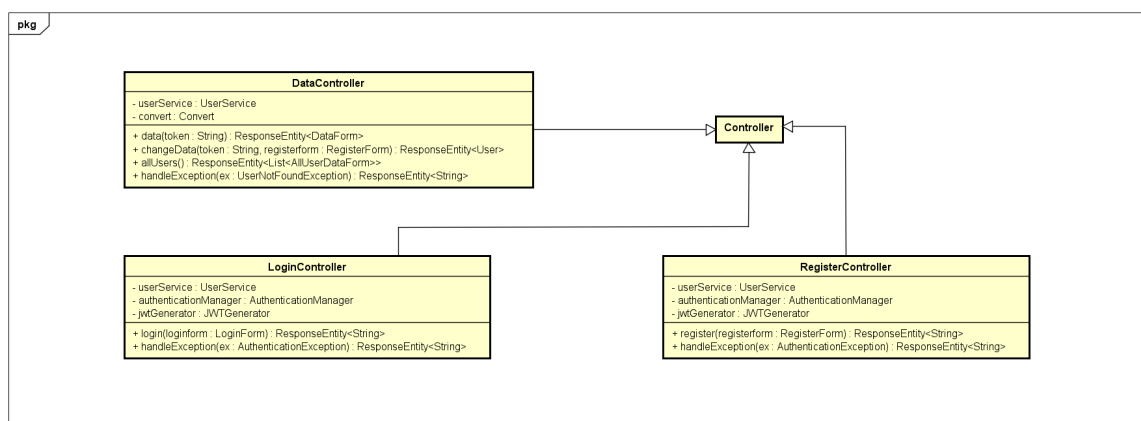 pkg
DataController
- userService : UserService
- convert : Convert
+ data(token : String) : ResponseEntity<DataForm>
+ changeData(token : String, registerform : RegisterForm) : ResponseEntity<User>
+ allUsers() : ResponseEntity<List<AllUserDataForm>>
+ handleException(ex : UserNotFoundException) : ResponseEntity<String>
Controller
LoginController
- userService : UserService
- authenticationManager : AuthenticationManager
- jwtGenerator : JWTGenerator
+ login(loginform : LoginForm) : ResponseEntity<String>
+ handleException(ex : AuthenticationException) : ResponseEntity<String>
RegisterController
- userService : UserService
- authenticationManager : AuthenticationManager
- jwtGenerator : JWTGenerator
+ register(registerform : RegisterForm) : ResponseEntity<String>
+ handleException(ex : AuthenticationException) : ResponseEntity<String>